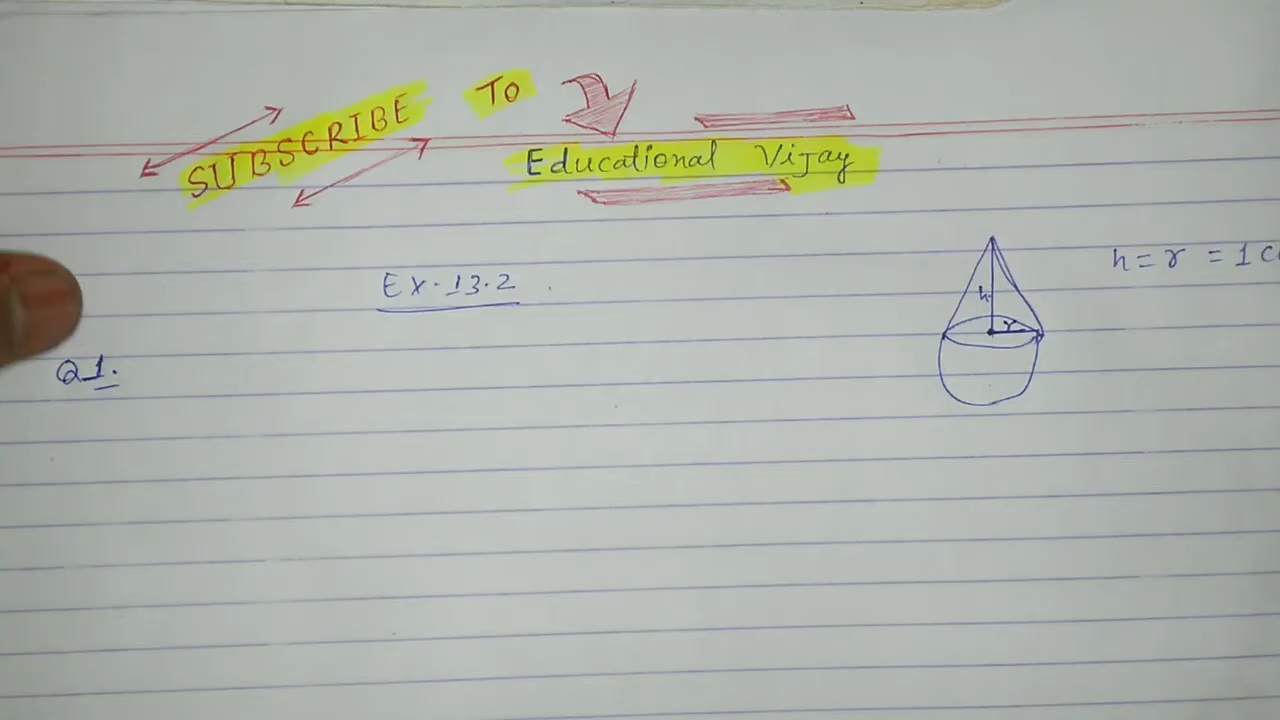 SUBSCRIBE TO
Educational Vijay
Ex.13.2
h = r = 1
h
r
Q1.